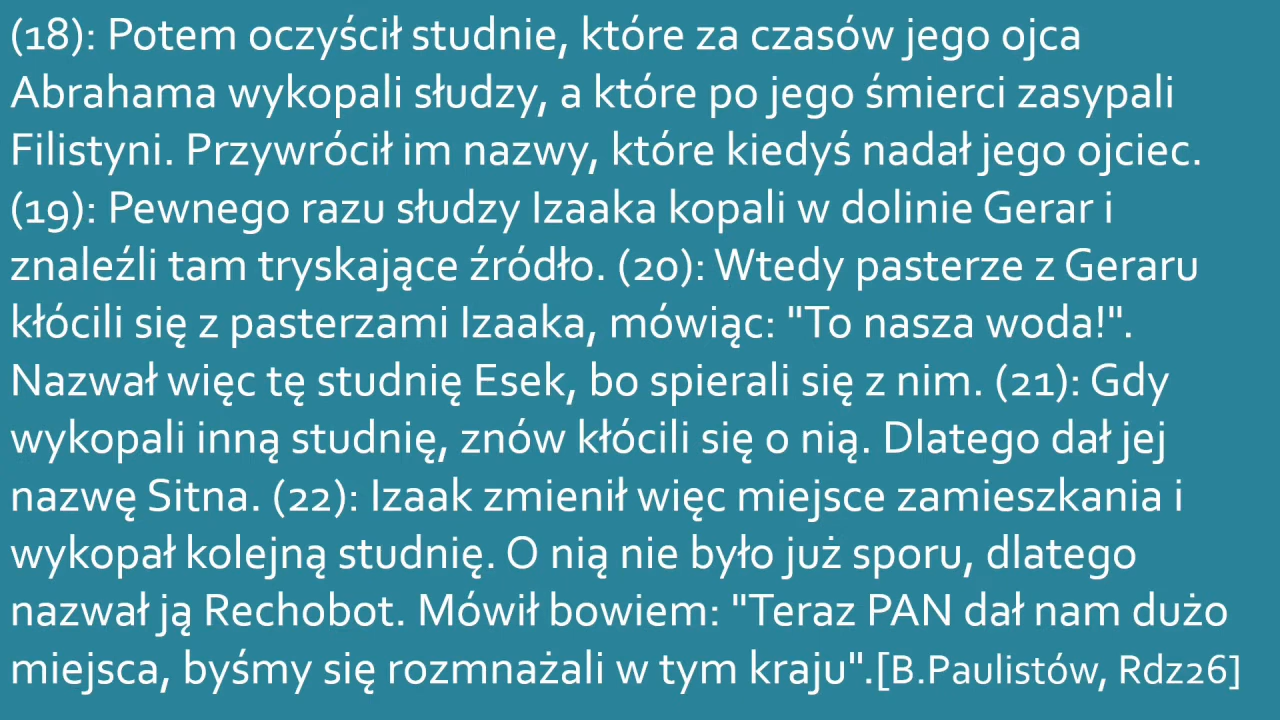 (18): Potem oczyścił studnie, które za czasów jego ojca
Abrahama wykopali słudzy, a które po jego śmierci zasypali
Filistyni. Przywrócił im nazwy, które kiedyś nadał jego ojciec.
(19): Pewnego razu słudzy Izaaka kopali w dolinie Gerar i
znaleźli tam tryskające źródło. (20): Wtedy pasterze z Geraru
kłócili się z pasterzami Izaaka, mówiąc: "To nasza woda!".
Nazwał więc tę studnię Esek, bo spierali się z nim. (21): Gdy
wykopali inną studnię, znów kłócili się o nią. Dlatego dał jej
nazwę Sitna. (22): Izaak zmienił więc miejsce zamieszkania i
wykopał kolejną studnię. O nią nie było już sporu, dlatego
nazwał ją Rechobot. Mówił bowiem: "Teraz PAN dał nam dużo
miejsca, byśmy się rozmnażali w tym kraju".[B.Paulistów, Rdz26]